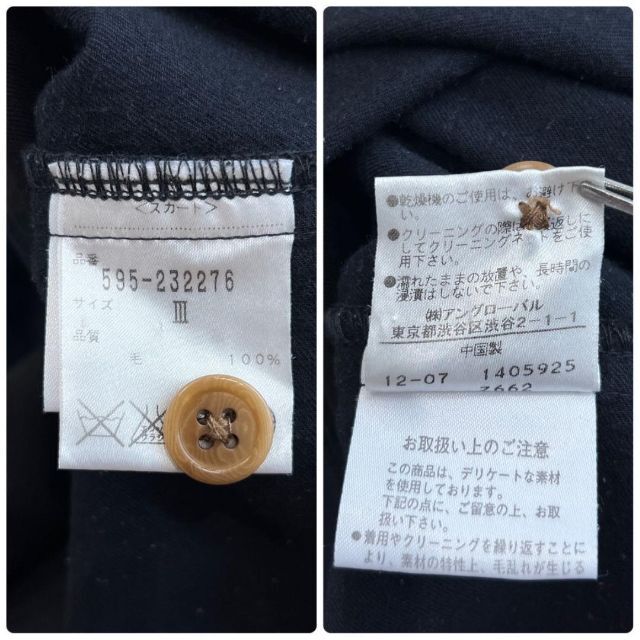 <スカート>
品番
595-232276
サイズ
III
品質
毛 100%
●乾燥機のご使用は、お避け下さい。
●クリーニングの際は
してクリーニングネットをご使
用下さい。
●濡れたままの放置や、長時間の
浸漬はしないで下さい。
㈱アングローバル
東京都渋谷区渋谷2-1-1
中国製
12-07 1405925
3662
お取扱い上のご注意
この商品は、デリケートな素材
を使用しております。
下記の点に、ご留意の上、お取
扱い下さい。
●着用やクリーニングを繰り返すこと
により、素材の特性上、毛乱れが生じる